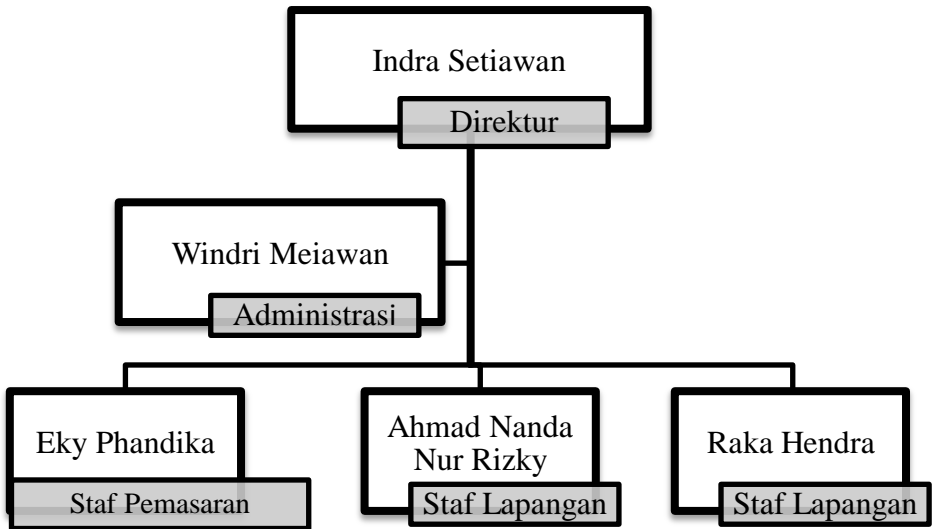 Indra Setiawan
Direktur
Windri Meiawan
Administrasi
Eky Phandika
Staf Pemasaran
Ahmad Nanda
Nur Rizky
Staf Lapangan
Raka Hendra
Staf Lapangan